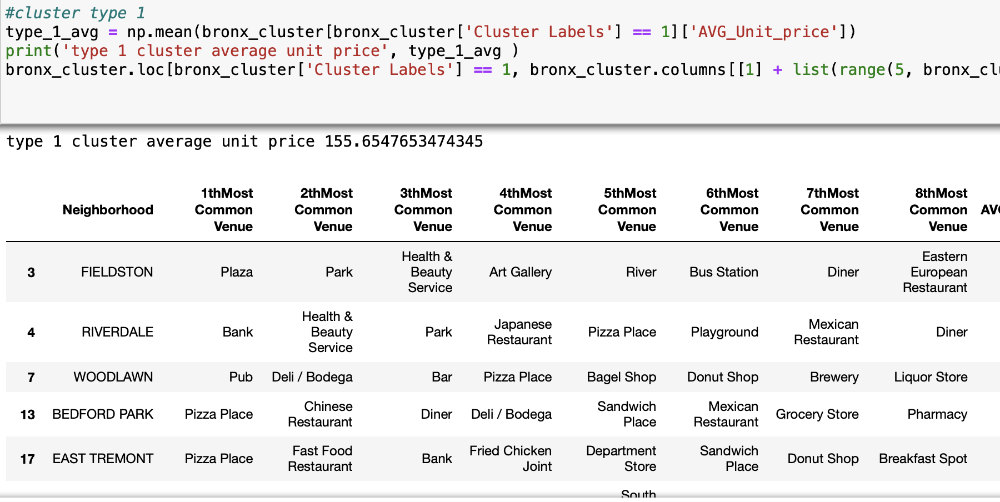 #cluster type 1
type_1_avg = np.mean(bronx_cluster[bronx_cluster['Cluster Labels'] == 1]['AVG_Unit_price'])
print('type 1 cluster average unit price', type_1_avg )
bronx_cluster.loc[bronx_cluster['Cluster Labels'] == 1, bronx_cluster.columns[[1] + list(range(5, bronx_clu
type 1 cluster average unit price 155.6547653474345
Neighborhood 1thMost Common Venue 2thMost Common Venue 3thMost Common Venue 4thMost Common Venue 5thMost Common Venue 6thMost Common Venue 7thMost Common Venue 8thMost Common Venue AVG
3 FIELDSTON Plaza Park Health & Beauty Service Art Gallery River Bus Station Diner Eastern European Restaurant
4 RIVERDALE Bank Health & Beauty Service Park Japanese Restaurant Pizza Place Playground Mexican Restaurant Diner
7 WOODLAWN Pub Deli / Bodega Bar Pizza Place Bagel Shop Donut Shop Brewery Liquor Store
13 BEDFORD PARK Pizza Place Chinese Restaurant Diner Deli / Bodega Sandwich Place Mexican Restaurant Grocery Store Pharmacy
17 EAST TREMONT Pizza Place Fast Food Restaurant Bank Fried Chicken Joint Department Store Sandwich Place Donut Shop Breakfast Spot
South